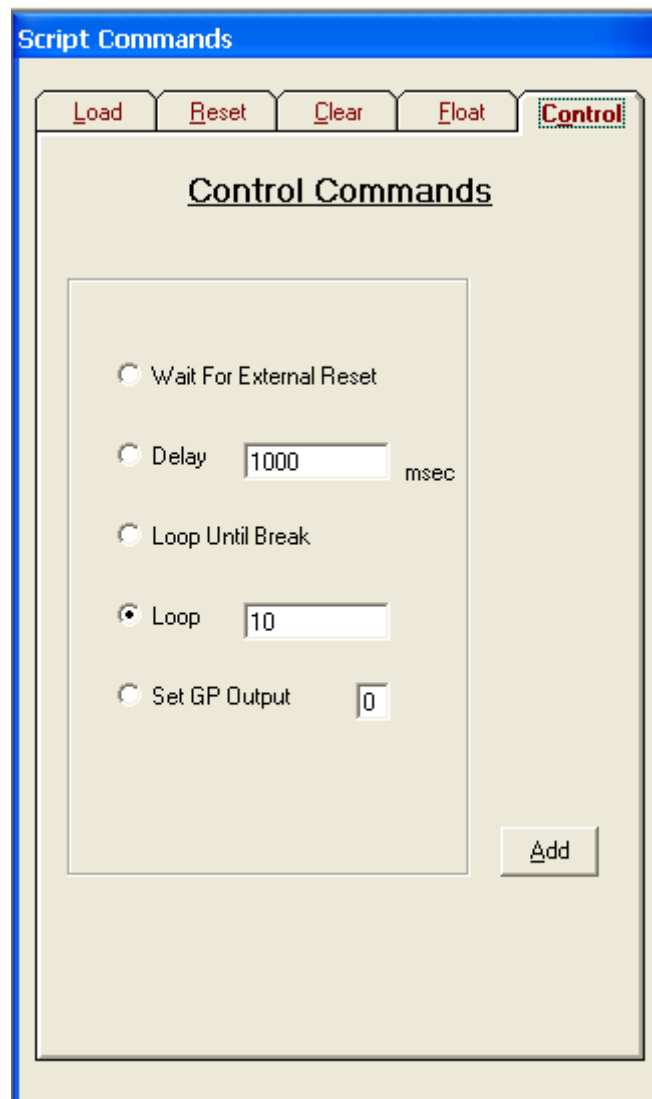 Script Commands
Load Reset Clear Float Control
Control Commands
Wait For External Reset
Delay 1000 msec
Loop Until Break
Loop 10
Set GP Output 0
Add